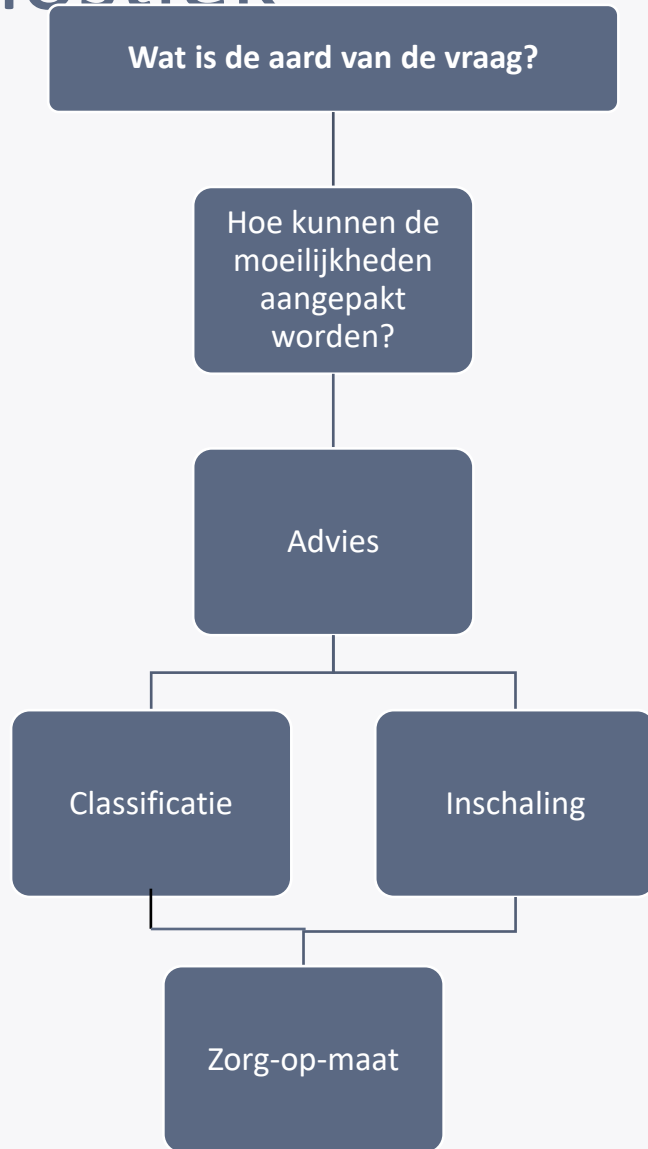 Wat is de aard van de vraag?
Hoe kunnen de
moeilijkheden
aangepakt
worden?
Advies
Classificatie
Inschaling
Zorg-op-maat